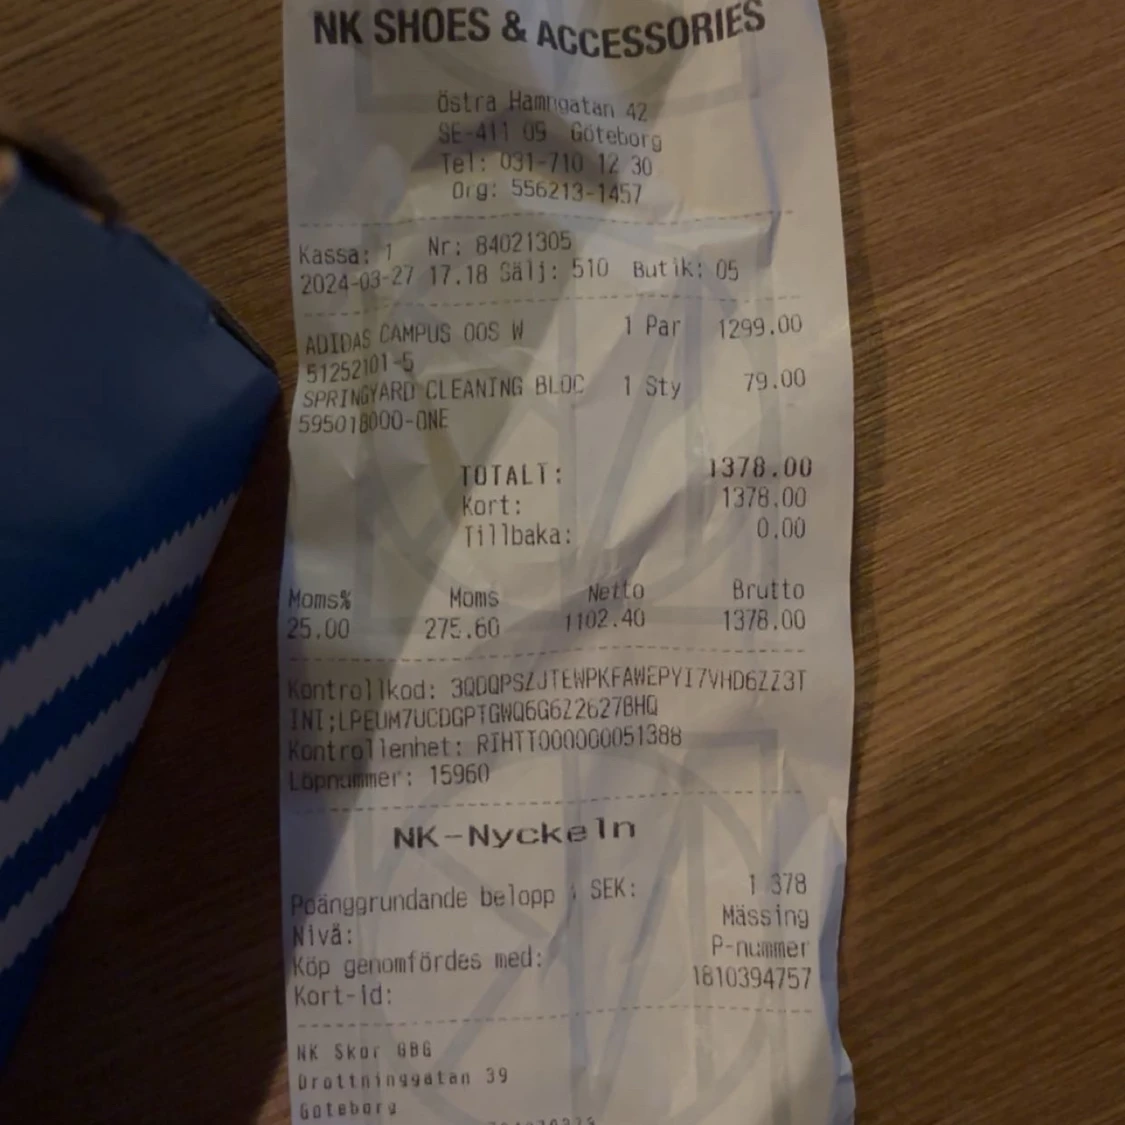 NK SHOES & ACCESSORIES
Östra Hamngatan 42
SE-411 09 Göteborg
Tel: 031-710 12 30
Org: 556213-1457
Kassa: 1 Nr: 84021305
2024-03-27 17.18 Sälj: 510 Butik: 05
ADIDAS CAMPUS 00S W 1 Par 1299.00
51252101-5
SPRINGYARD CLEANING BLOC 1 Sty 79.00
595018000-ONE
TOTALT: 1378.00
Kort: 1378.00
Tillbaka: 0.00
Moms% Moms Netto Brutto
25.00 275.60 1102.40 1378.00
Kontrollkod: 3QDQPSZJTEWPKFAWEPYI7VHD6ZZ3T
INI;LPEUM7UCDGPTGWQ6G6Z2627BHQ
Kontrollenhet: RIHTT000000051388
Löpnummer: 15960
NK-Nyckeln
Poänggrundande belopp i SEK: 1 378
Nivå: Mässing
Köp genomfördes med: P-nummer
Kort-id: 1810394757
NK Skor GBG
Drottninggatan 39
Göteborg